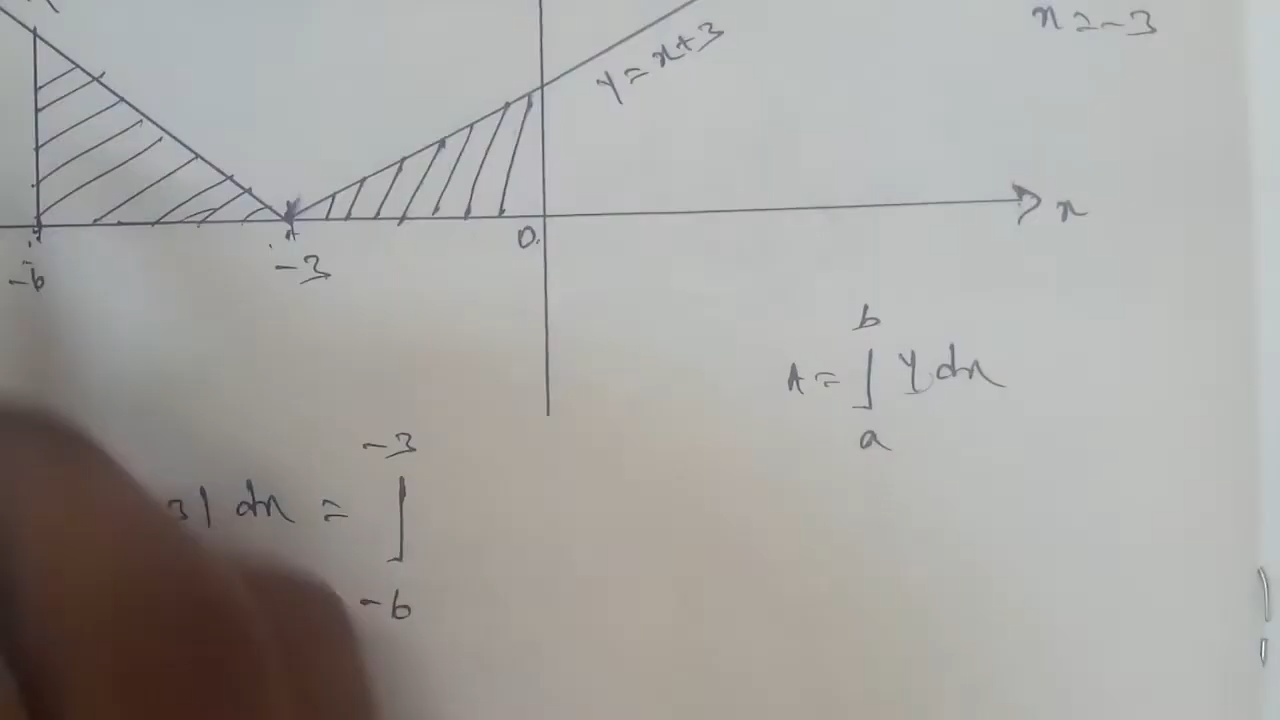 x = -3
y = x+3
x
0
-3
-6
b
A = ∫ y dx
a
-3
3| dx = ∫
-6